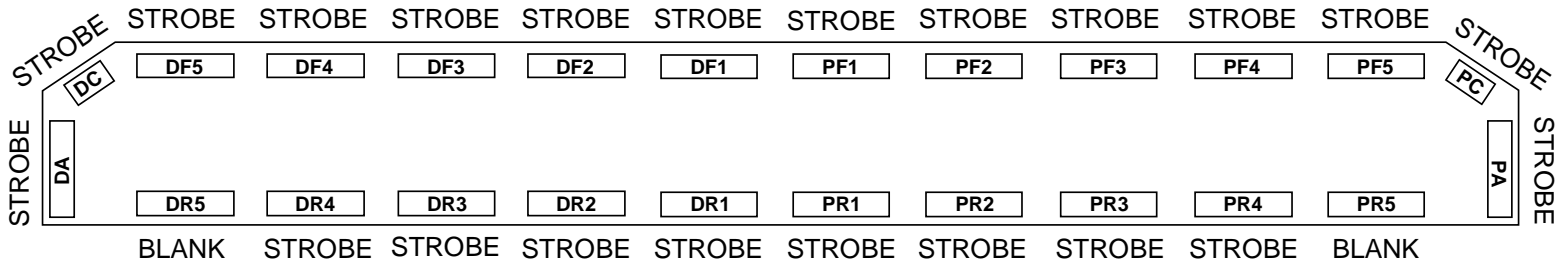 STROBE STROBE STROBE STROBE STROBE STROBE STROBE STROBE STROBE STROBE STROBE STROBE
DC DF5 DF4 DF3 DF2 DF1 PF1 PF2 PF3 PF4 PF5 PC
STROBE DA PA STROBE
DR5 DR4 DR3 DR2 DR1 PR1 PR2 PR3 PR4 PR5
BLANK STROBE STROBE STROBE STROBE STROBE STROBE STROBE STROBE BLANK